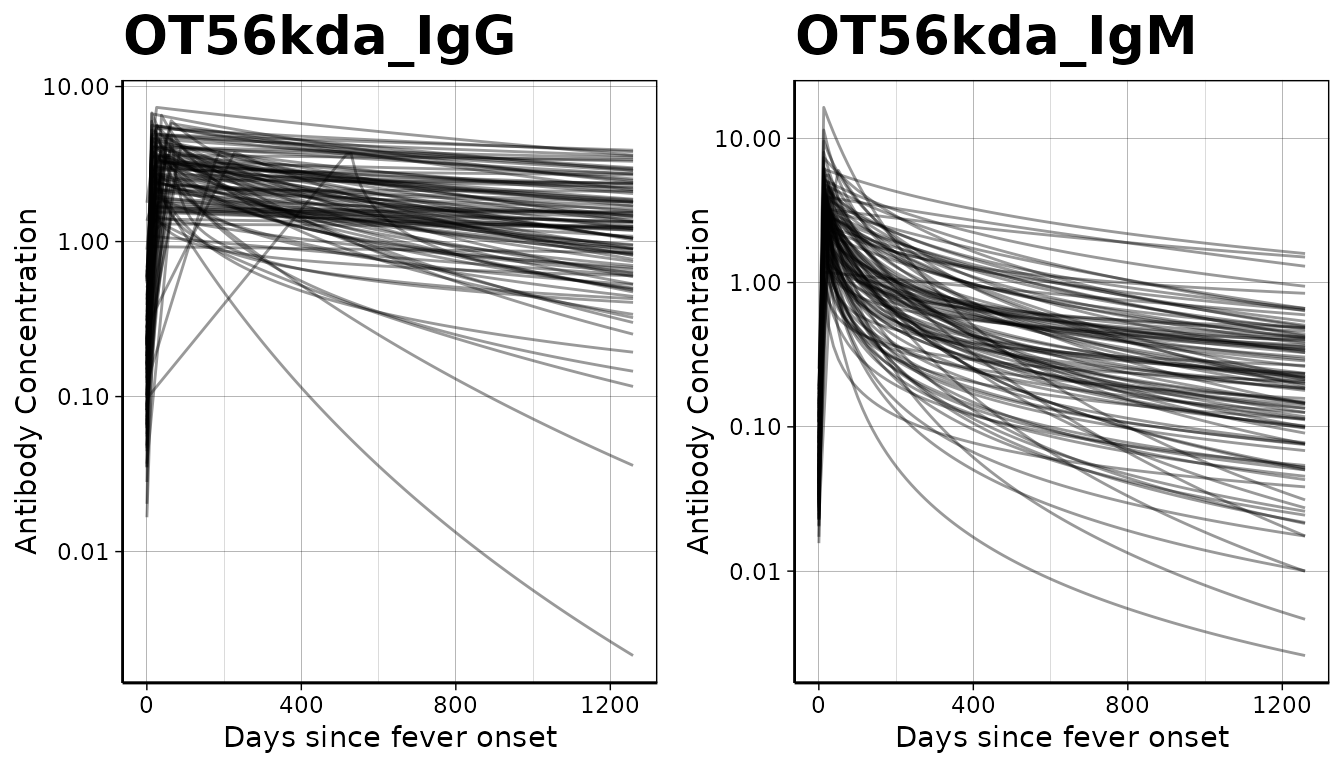 OT56kda_IgG
Antibody Concentration
10.00
1.00
0.10
0.01
0
400
800
1200
Days since fever onset
OT56kda_IgM
Antibody Concentration
10.00
1.00
0.10
0.01
0
400
800
1200
Days since fever onset